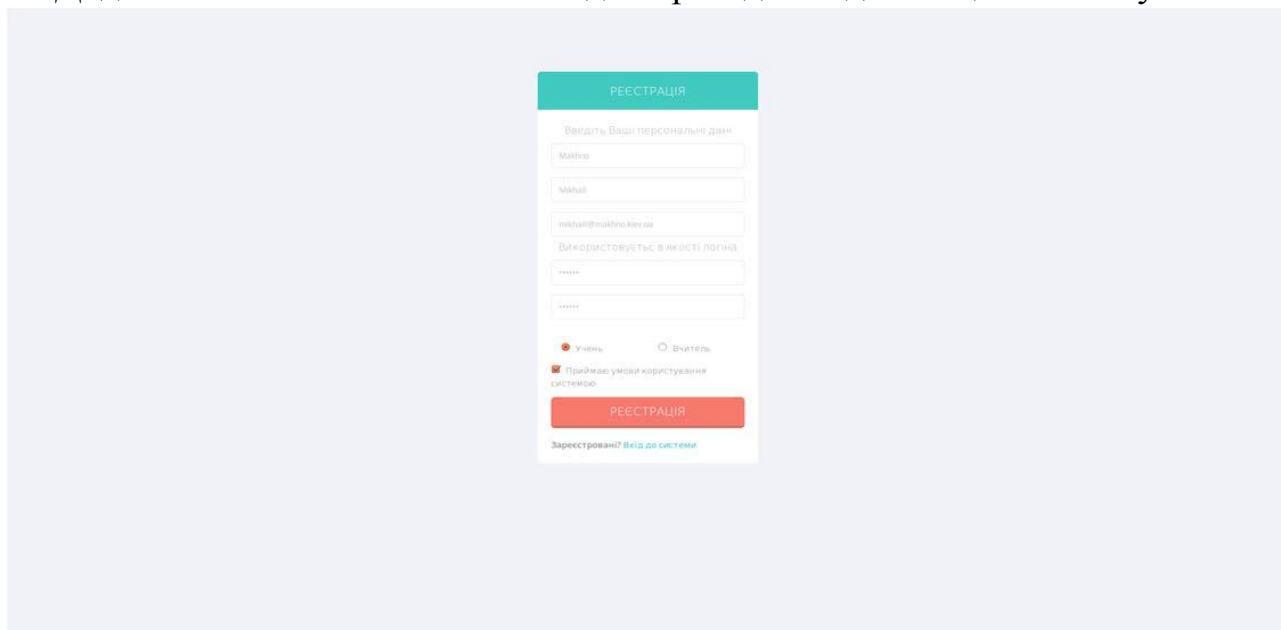 РЕЄСТРАЦІЯ
Введіть Ваші персональні дані
Makhno
Mikhail
mikhail@makhno.kiev.ua
Використовуєтьс в якості логіна
••••••
••••••
Учень
Вчитель
Приймаю умови користування
системою
РЕЄСТРАЦІЯ
Зареєстровані? Вхід до системи